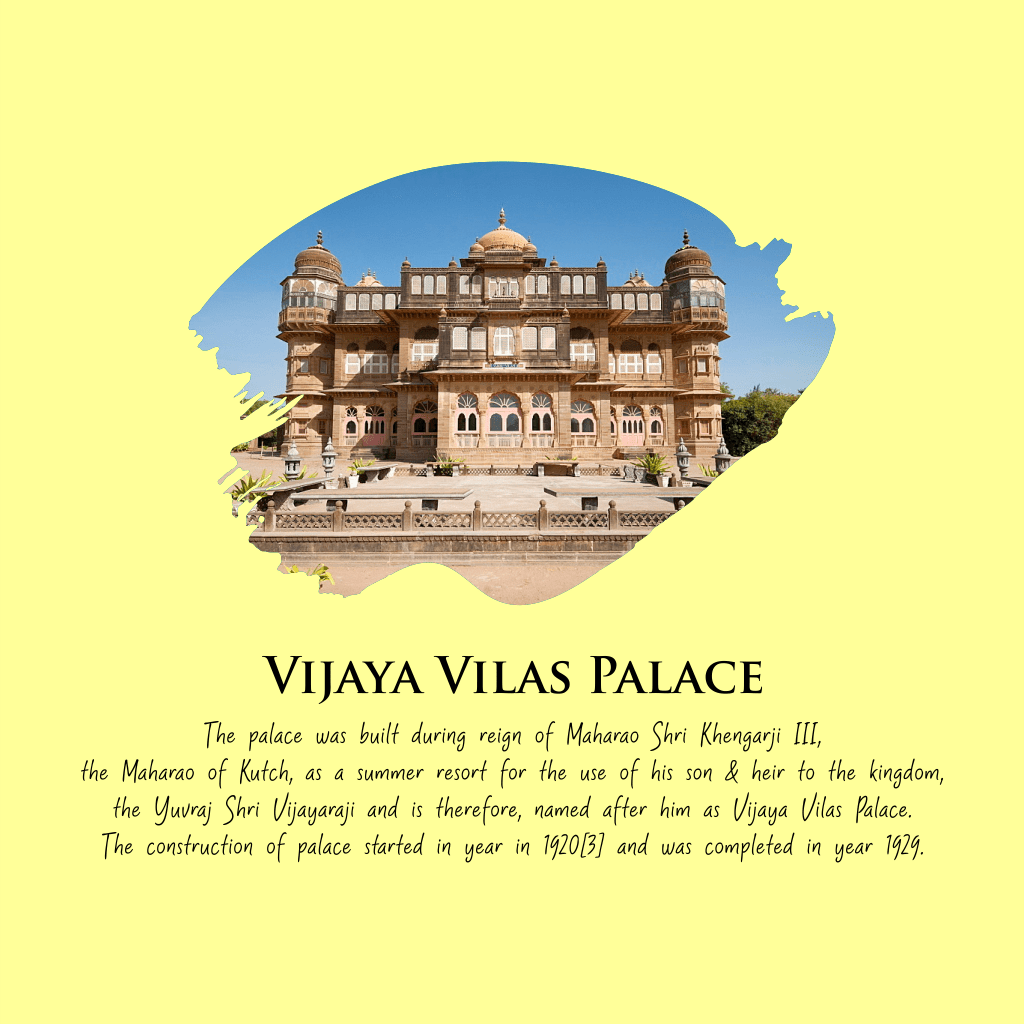 Vijaya Vilas Palace
The palace was built during reign of Maharao Shri Khengarji III,
the Maharao of Kutch, as a summer resort for the use of his son & heir to the kingdom,
the Yuvraj Shri Vijayaraji and is therefore, named after him as Vijaya Vilas Palace.
The construction of palace started in year in 1920[3] and was completed in year 1929.